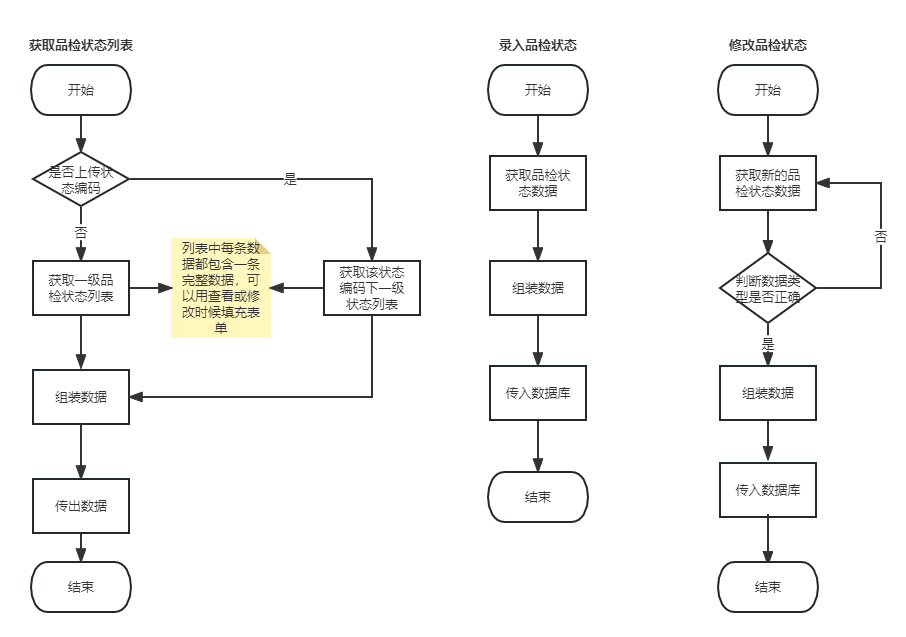 获取品检状态列表
开始
是否上传状
态编码
是
否
获取一级品
检状态列表
列表中每条数
据都包含一条
完整数据，可
以用查看或修
改时候填充表
单
获取该状态
编码下一级
状态列表
组装数据
传出数据
结束
录入品检状态
开始
获取品检状
态数据
组装数据
传入数据库
结束
修改品检状态
开始
获取新的品
检状态数据
否
判断数据类
型是否正确
是
组装数据
传入数据库
结束